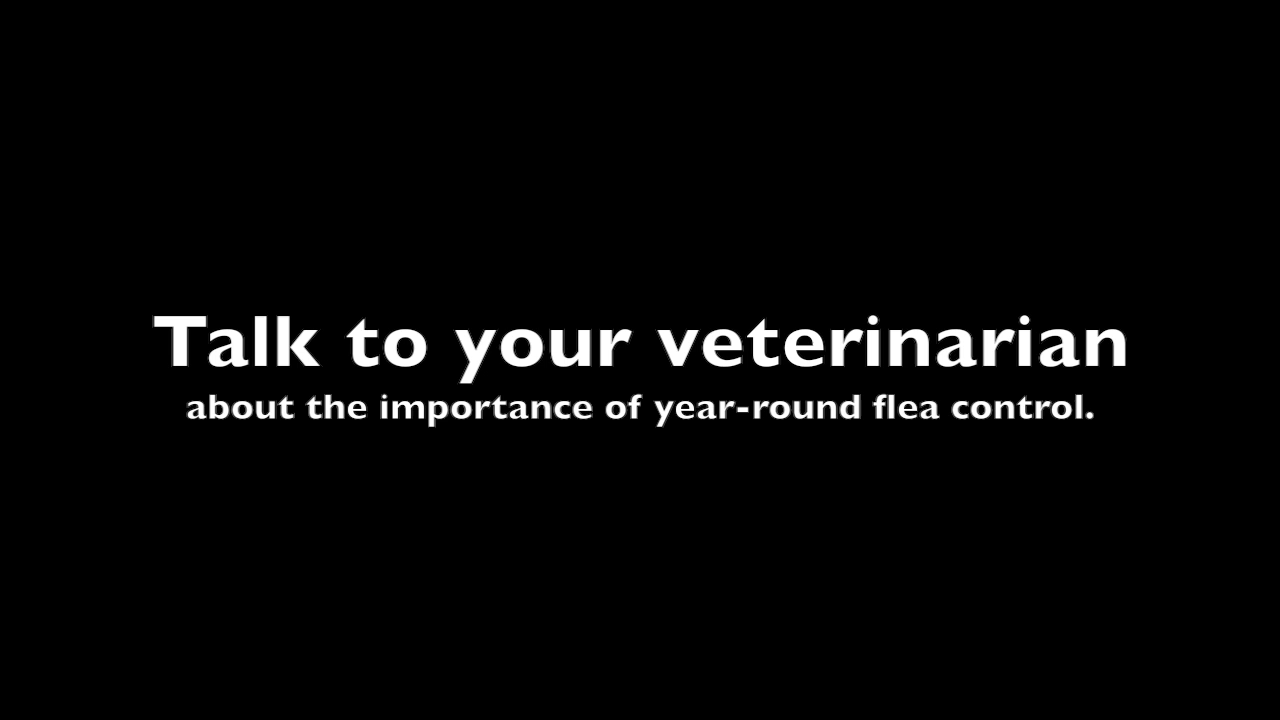 Talk to your veterinarian
about the importance of year-round flea control.